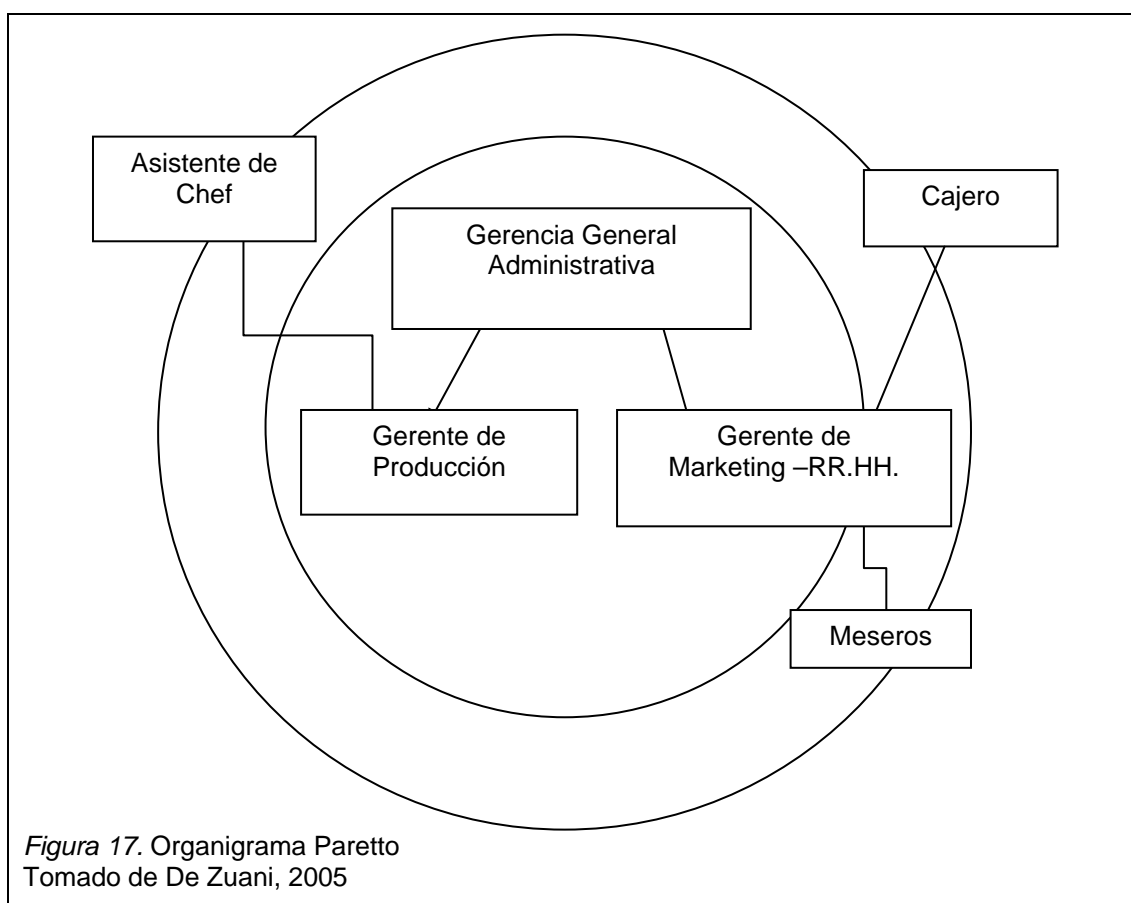 Asistente de
Chef
Cajero
Gerencia General
Administrativa
Gerente de
Producción
Gerente de
Marketing –RR.HH.
Meseros
Figura 17. Organigrama Paretto
Tomado de De Zuani, 2005